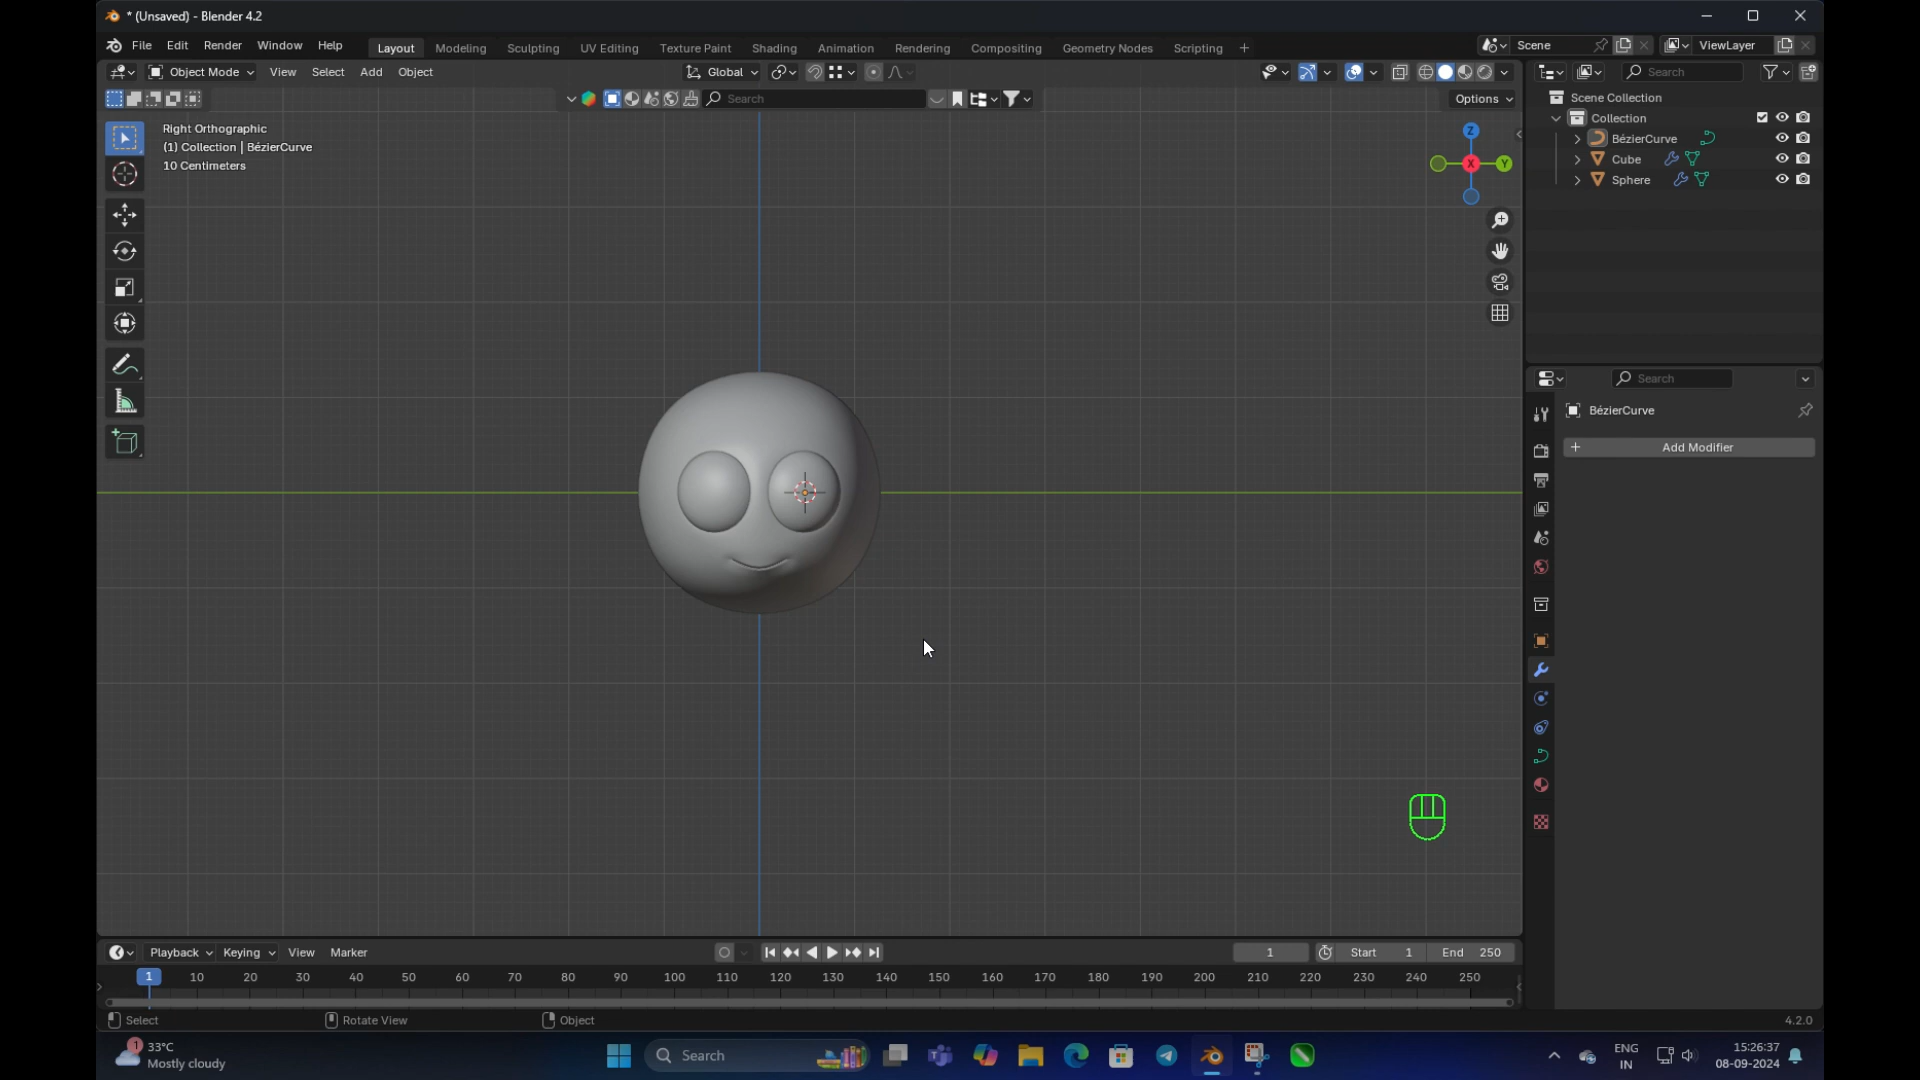 * (Unsaved) - Blender 4.2
File Edit Render Window Help
Layout Modeling Sculpting UV Editing Texture Paint Shading Animation Rendering Compositing Geometry Nodes Scripting +
Scene
ViewLayer
Object Mode View Select Add Object
Global
Search
Search
Options
Right Orthographic
(1) Collection | BézierCurve
10 Centimeters
Z
X
Y
Scene Collection
Collection
BézierCurve
Cube
Sphere
Search
BézierCurve
+ Add Modifier
Playback Keying View Marker
1
Start 1
End 250
1 10 20 30 40 50 60 70 80 90 100 110 120 130 140 150 160 170 180 190 200 210 220 230 240 250
Select
Rotate View
Object
4.2.0
1
33°C
Mostly cloudy
Search
ENG
IN
15:26:37
08-09-2024